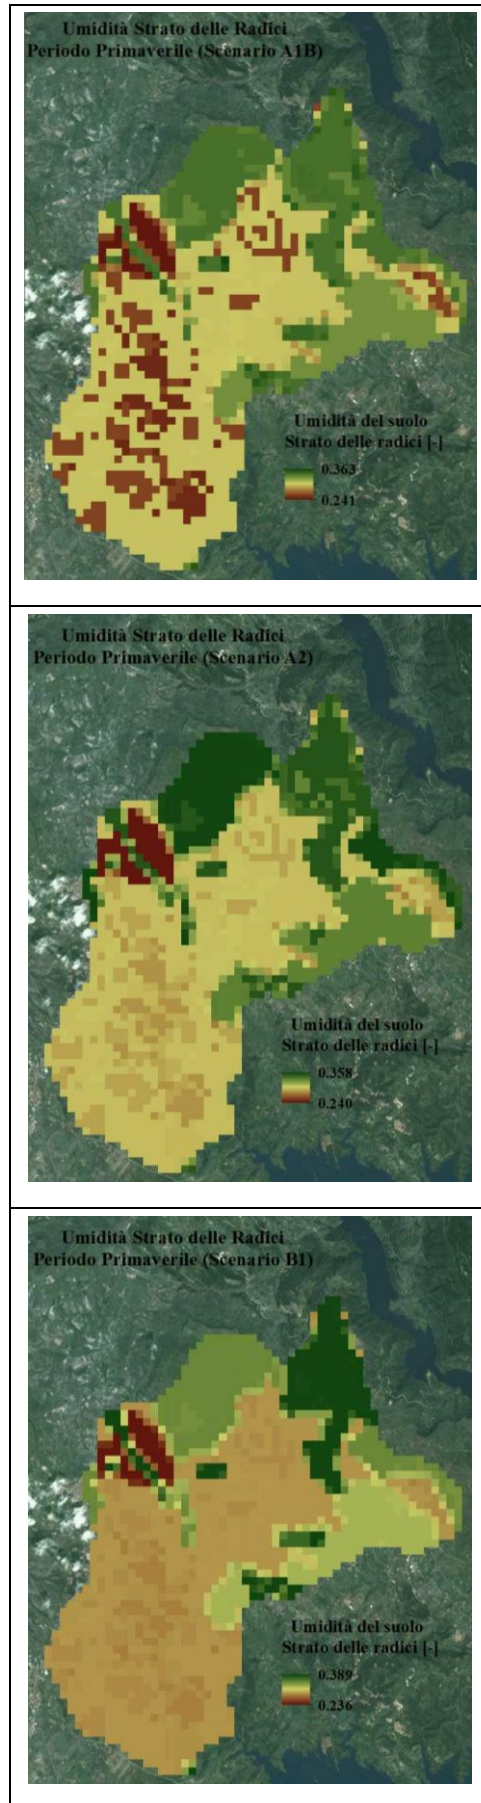 Umidità Strato delle Radici
Periodo Primaverile (Scenario A1B)
Umidità del suolo
Strato delle radici [-]
0.363
0.241
Umidità Strato delle Radici
Periodo Primaverile (Scenario A2)
Umidità del suolo
Strato delle radici [-]
0.358
0.240
Umidità Strato delle Radici
Periodo Primaverile (Scenario B1)
Umidità del suolo
Strato delle radici [-]
0.389
0.236